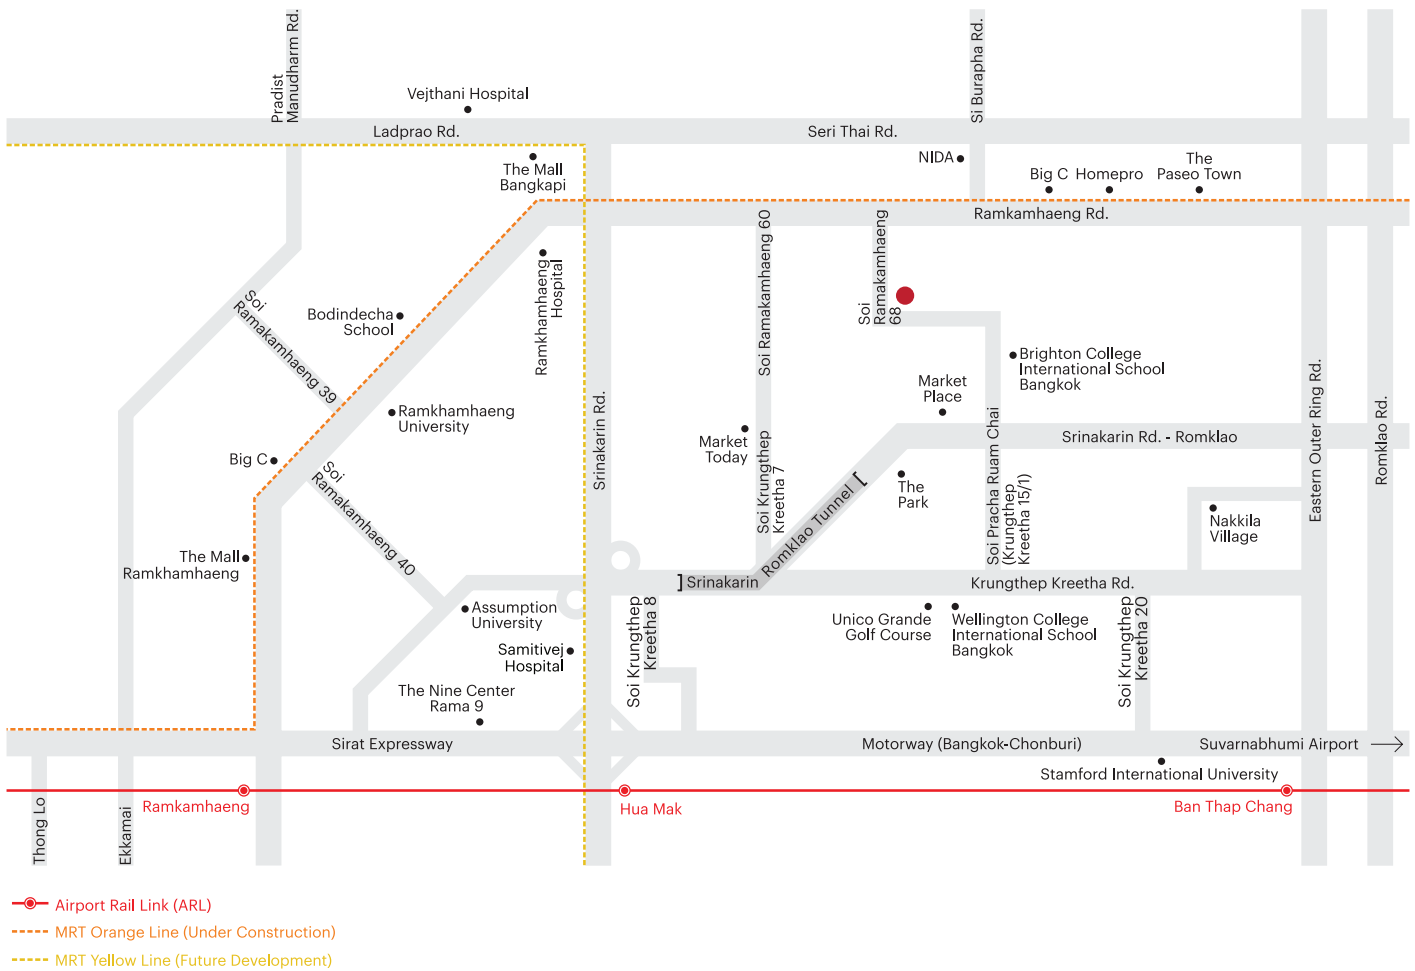 Pradist
Manudharm Rd.
Si Burapha Rd.
Vejthani Hospital
Ladprao Rd.
Seri Thai Rd.
The Mall
Bangkapi
NIDA
Big C
Homepro
The
Paseo Town
Ramkamhaeng Rd.
Soi Ramakamhaeng 60
Soi
Ramakamhaeng
68
Ramkhamhaeng
Hospital
Soi
Ramakamhaeng 39
Bodindecha
School
Brighton College
International School
Bangkok
Market
Place
Ramkhamhaeng
University
Srinakarin Rd.
Market
Today
Soi Krungthep
Kreetha 7
Srinakarin Rd. - Romklao
Eastern Outer Ring Rd.
Romklao Rd.
Big C
Soi
Ramakamhaeng 40
The
Park
Soi Pracha Ruam Chai
(Krungthep
Kreetha 15/1)
Nakkila
Village
The Mall
Ramkhamhaeng
Srinakarin
Romklao Tunnel
Krungthep Kreetha Rd.
Assumption
University
Samitivej
Hospital
Soi Krungthep
Kreetha 8
Unico Grande
Golf Course
Wellington College
International School
Bangkok
Soi Krungthep
Kreetha 20
The Nine Center
Rama 9
Sirat Expressway
Motorway (Bangkok-Chonburi)
Suvarnabhumi Airport
Stamford International University
Thong Lo
Ekkamai
Ramkamhaeng
Hua Mak
Ban Thap Chang
Airport Rail Link (ARL)
MRT Orange Line (Under Construction)
MRT Yellow Line (Future Development)